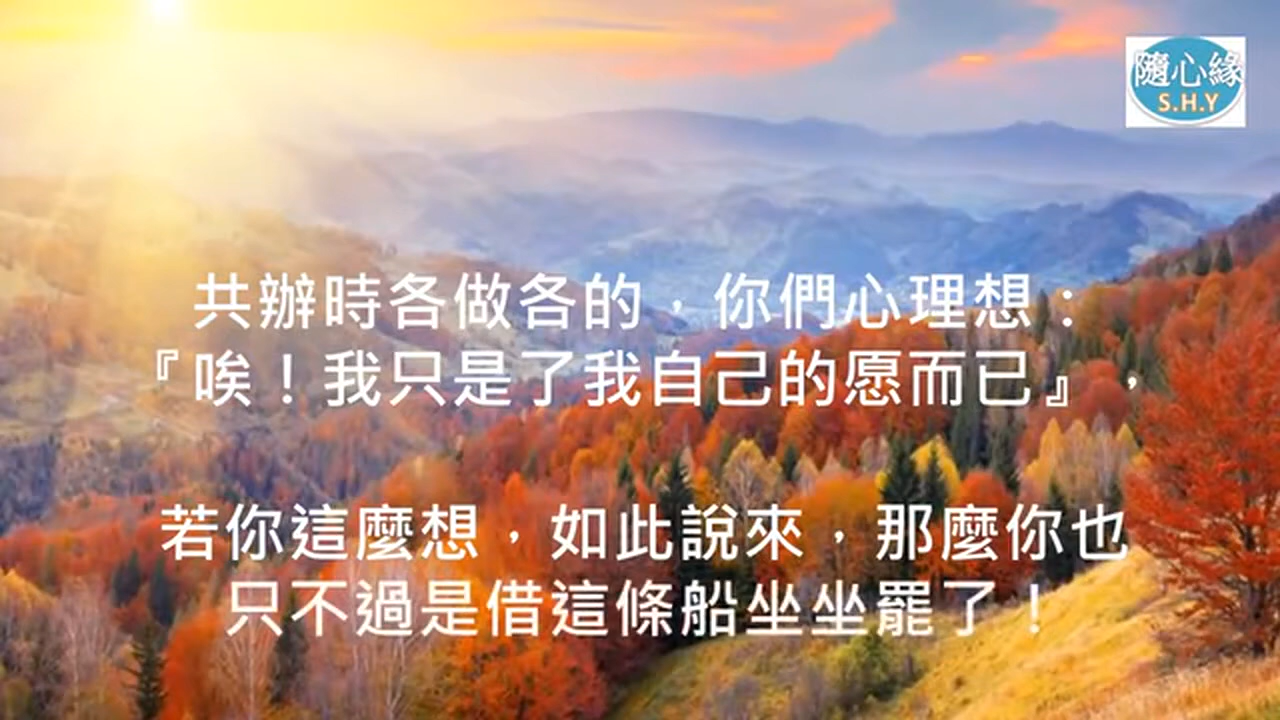 隨心緣
S.H.Y
共辦時各做各的，你們心理想：
『唉！我只是了我自己的愿而已』，
若你這麼想，如此說來，那麼你也
只不過是借這條船坐坐罷了！